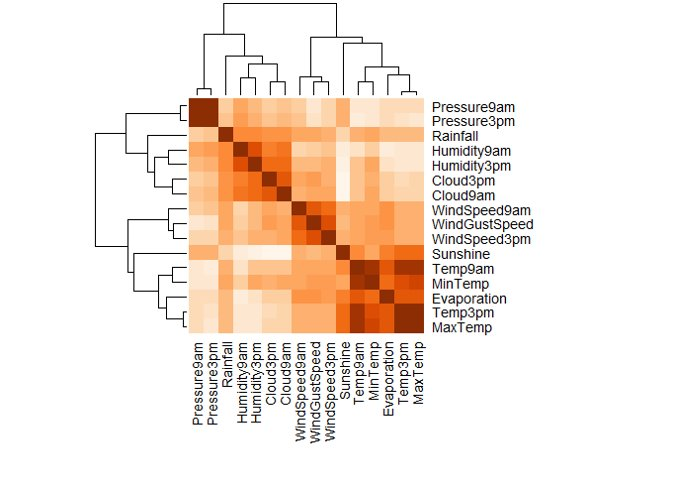 Pressure9am
Pressure3pm
Rainfall
Humidity9am
Humidity3pm
Cloud3pm
Cloud9am
WindSpeed9am
WindGustSpeed
WindSpeed3pm
Sunshine
Temp9am
MinTemp
Evaporation
Temp3pm
MaxTemp
Pressure9am
Pressure3pm
Rainfall
Humidity9am
Humidity3pm
Cloud3pm
Cloud9am
WindSpeed9am
WindGustSpeed
WindSpeed3pm
Sunshine
Temp9am
MinTemp
Evaporation
Temp3pm
MaxTemp